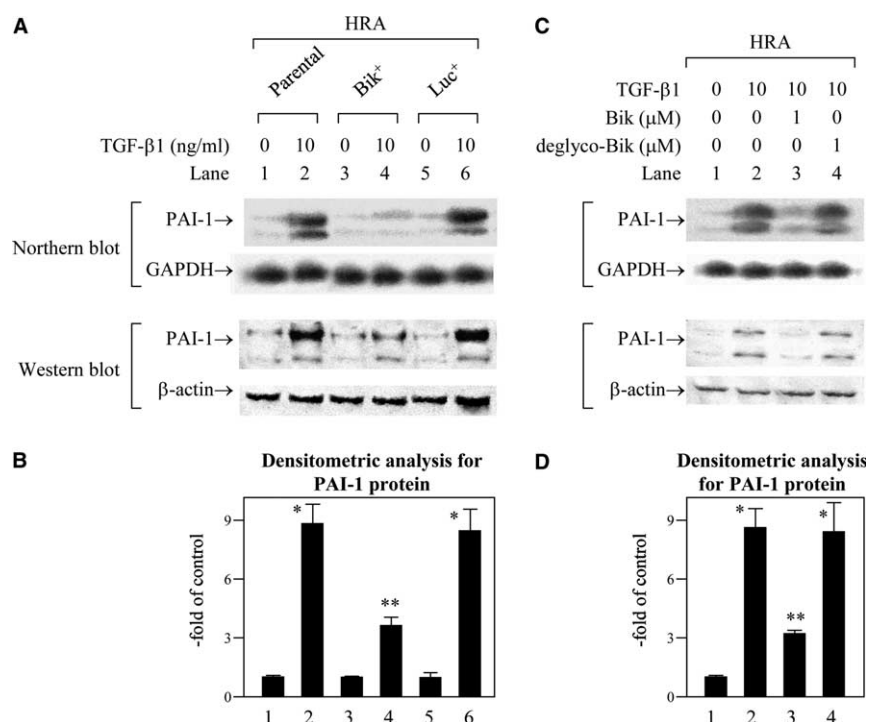 A
HRA
Parental Bik⁺ Luc⁺
TGF-β1 (ng/ml) 0 10 0 10 0 10
Lane 1 2 3 4 5 6
Northern blot
PAI-1→
GAPDH→
Western blot
PAI-1→
β-actin→
B
Densitometric analysis for
PAI-1 protein
-fold of control
9
6
3
0
* ** *
1 2 3 4 5 6
C
HRA
TGF-β1 0 10 10 10
Bik (μM) 0 0 1 0
deglyco-Bik (μM) 0 0 0 1
Lane 1 2 3 4
PAI-1→
GAPDH→
PAI-1→
β-actin→
D
Densitometric analysis
for PAI-1 protein
-fold of control
9
6
3
0
* ** *
1 2 3 4